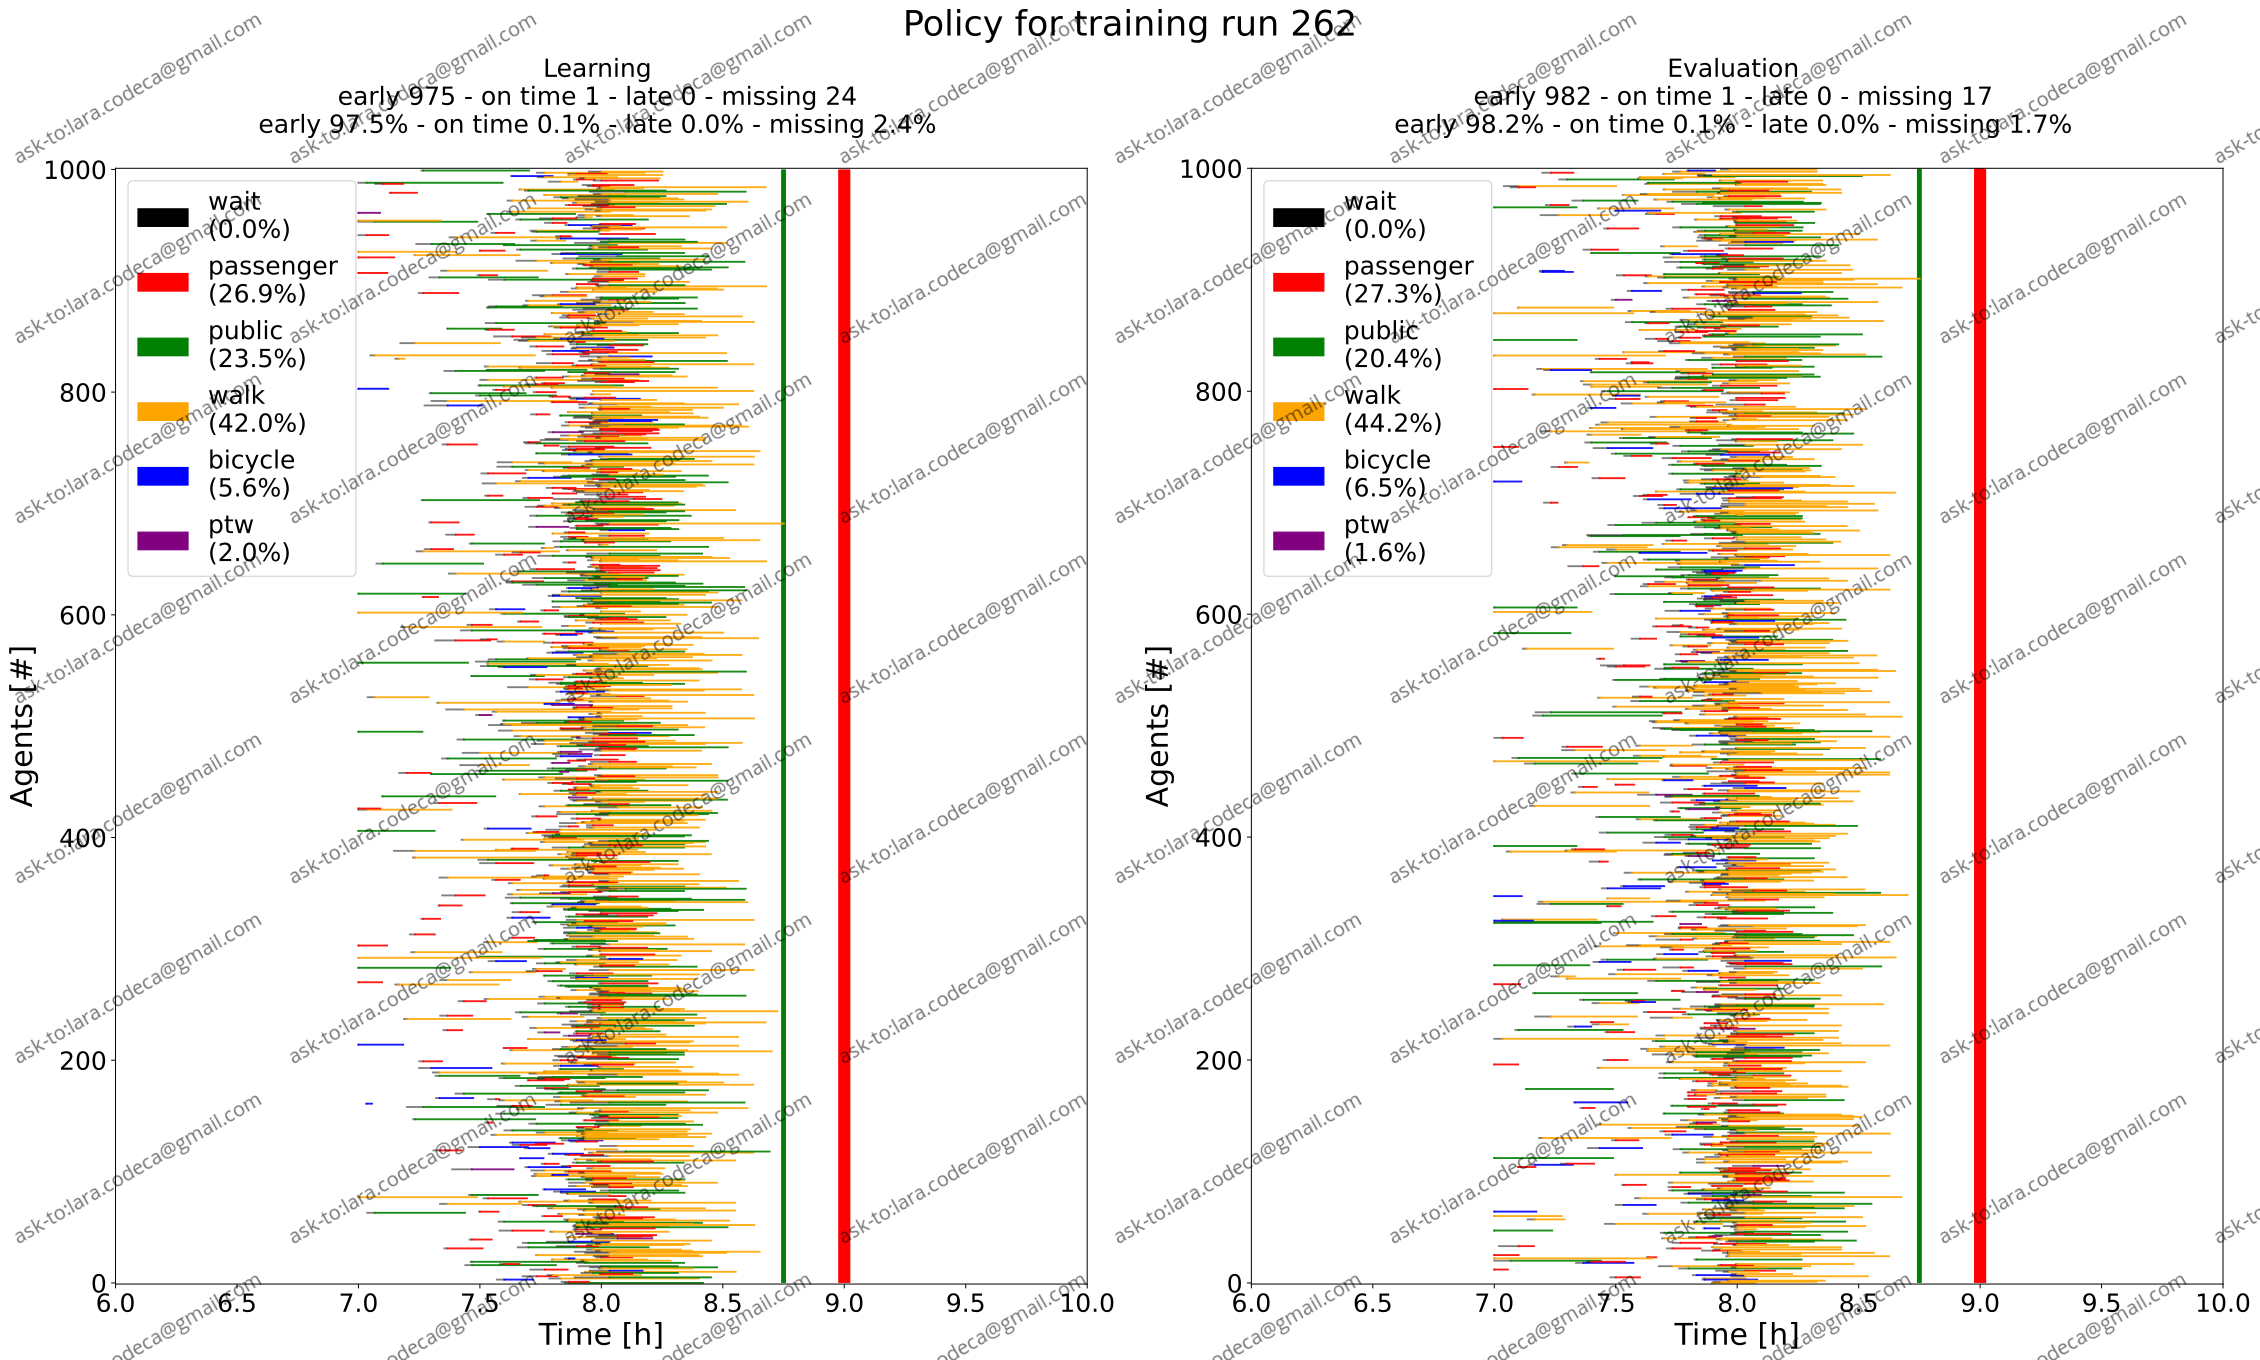 Policy for training run 262
Learning
early 975 - on time 1 - late 0 - missing 24
early 97.5% - on time 0.1% - late 0.0% - missing 2.4%
1000
800
600
400
200
0
Agents [#]
wait
(0.0%)
passenger
(26.9%)
public
(23.5%)
walk
(42.0%)
bicycle
(5.6%)
ptw
(2.0%)
6.0 6.5 7.0 7.5 8.0 8.5 9.0 9.5 10.0
Time [h]
Evaluation
early 982 - on time 1 - late 0 - missing 17
early 98.2% - on time 0.1% - late 0.0% - missing 1.7%
1000
800
600
400
200
0
Agents [#]
wait
(0.0%)
passenger
(27.3%)
public
(20.4%)
walk
(44.2%)
bicycle
(6.5%)
ptw
(1.6%)
6.0 6.5 7.0 7.5 8.0 8.5 9.0 9.5 10.0
Time [h]
ask-to:lara.codeca@gmail.com